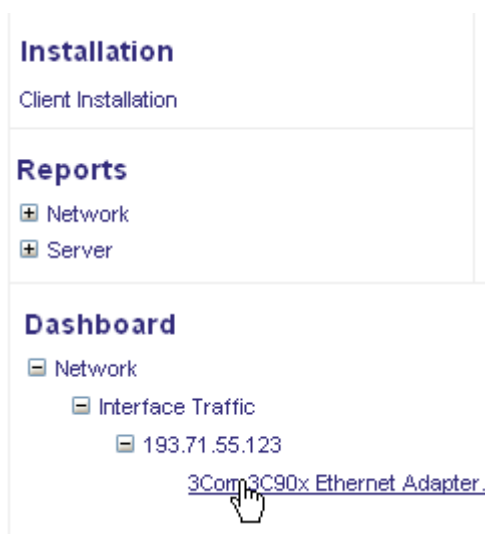 Installation
Client Installation
Reports
Network
Server
Dashboard
Network
Interface Traffic
193.71.55.123
3Com 3C90x Ethernet Adapter.